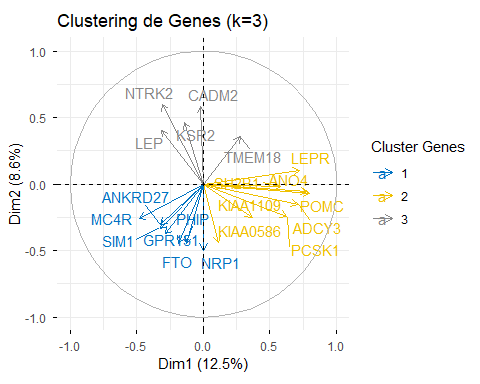 Clustering de Genes (k=3)
1.0
NTRK2
CADM2
0.5
KSR2
LEP
TMEM18
LEPR
ANO4
0.0
ANKRD27
POMC
KIAA1109
MC4R
PHIP
ADCY3
KIAA0586
SIM1
GPR151
PCSK1
-0.5
FTO
NRP1
-1.0
-1.0
-0.5
0.0
0.5
1.0
Dim1 (12.5%)
Dim2 (8.6%)
Cluster Genes
a 1
a 2
a 3